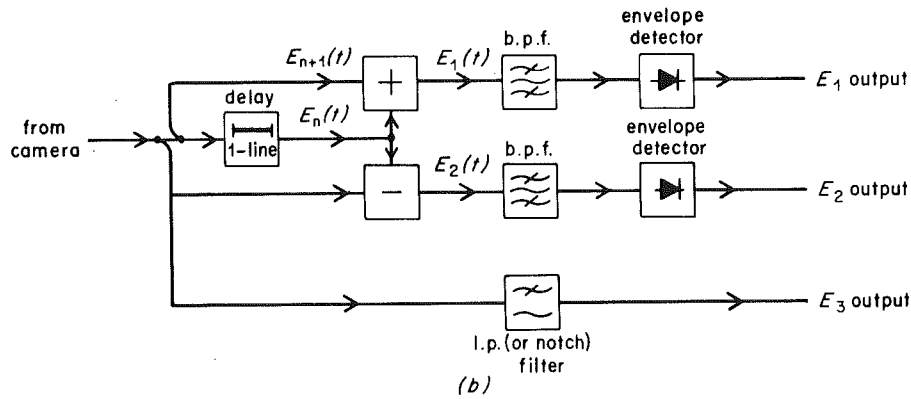 envelope
detector
b.p.f.
E_{n+1}(t)
E_1(t)
+
E_1 output
delay
E_n(t)
from
camera
1-line
envelope
detector
b.p.f.
E_2(t)
−
E_2 output
E_3 output
l.p.(or notch)
filter
(b)